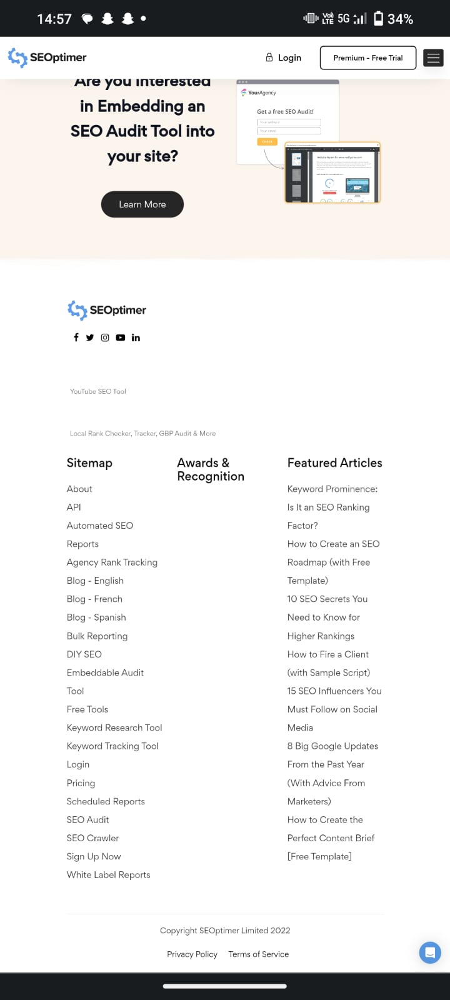 14:57
Vo)
LTE
5G
34%
SEOptimer
Login
Premium - Free Trial
Are you interested
in Embedding an
SEO Audit Tool into
your site?
Learn More
YourAgency
Get a free SEO Audit!
Your website
Your email
CHECK
SEOptimer
YouTube SEO Tool
Local Rank Checker, Tracker, GBP Audit & More
Sitemap
About
API
Automated SEO
Reports
Agency Rank Tracking
Blog - English
Blog - French
Blog - Spanish
Bulk Reporting
DIY SEO
Embeddable Audit
Tool
Free Tools
Keyword Research Tool
Keyword Tracking Tool
Login
Pricing
Scheduled Reports
SEO Audit
SEO Crawler
Sign Up Now
White Label Reports
Awards &
Recognition
Featured Articles
Keyword Prominence:
Is It an SEO Ranking
Factor?
How to Create an SEO
Roadmap (with Free
Template)
10 SEO Secrets You
Need to Know for
Higher Rankings
How to Fire a Client
(with Sample Script)
15 SEO Influencers You
Must Follow on Social
Media
8 Big Google Updates
From the Past Year
(With Advice From
Marketers)
How to Create the
Perfect Content Brief
[Free Template]
Copyright SEOptimer Limited 2022
Privacy Policy
Terms of Service